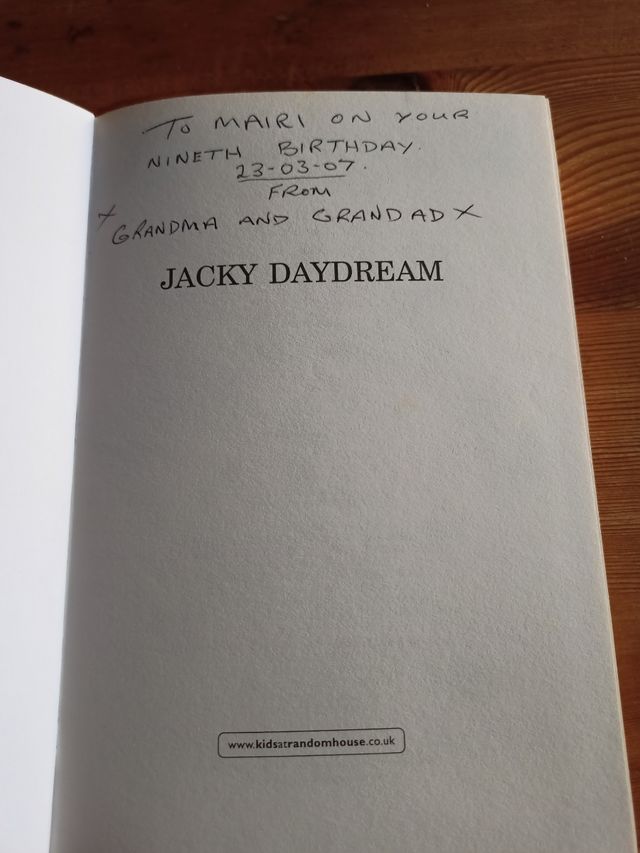 TO MAIRI ON YOUR
NINETH BIRTHDAY.
23-03-07.
FROM
X GRANDMA AND GRANDAD X
JACKY DAYDREAM
www.kidsatrandomhouse.co.uk